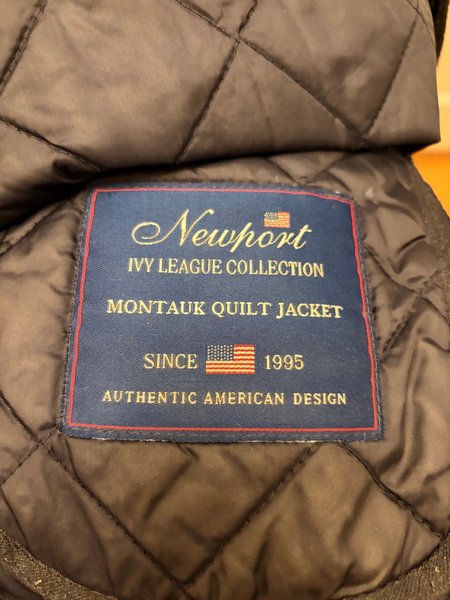 Newport
IVY LEAGUE COLLECTION
MONTAUK QUILT JACKET
SINCE 1995
AUTHENTIC AMERICAN DESIGN